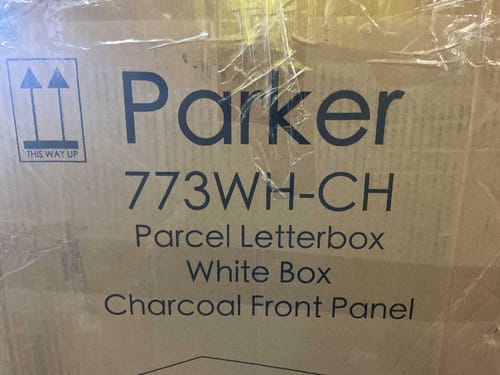 Parker
THIS WAY UP
773WH-CH
Parcel Letterbox
White Box
Charcoal Front Panel